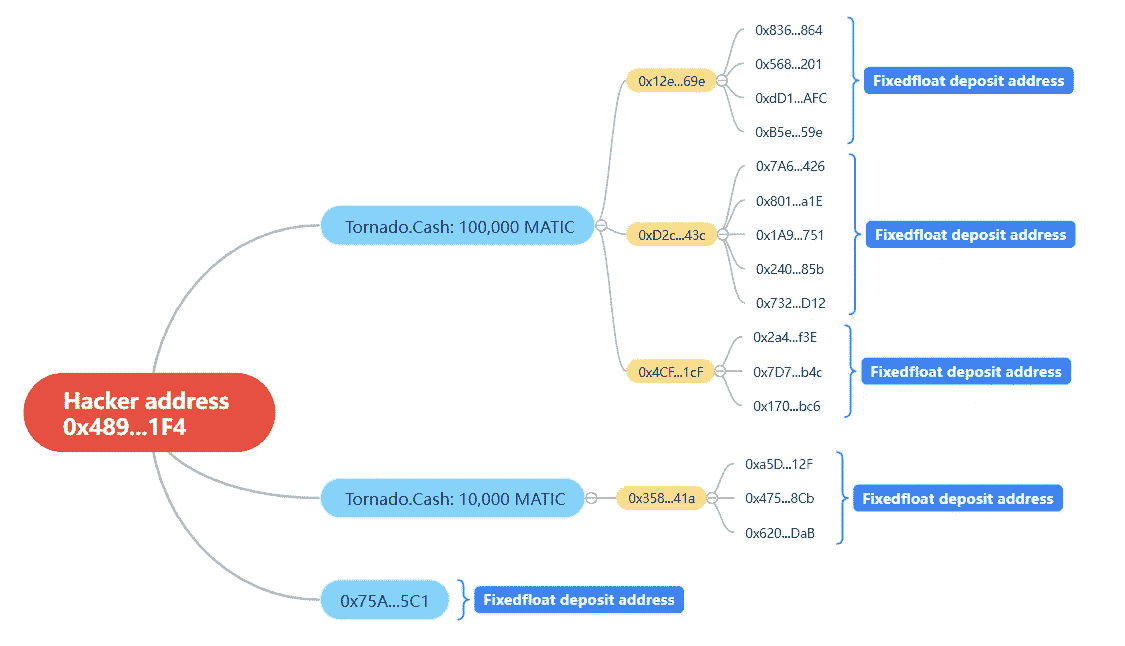 Hacker address
0x489...1F4
Tornado.Cash: 100,000 MATIC
0x12e...69e
0x836...864
0x568...201
0xdD1...AFC
0xB5e...59e
Fixedfloat deposit address
0xD2c...43c
0x7A6...426
0x801...a1E
0x1A9...751
0x240...85b
0x732...D12
Fixedfloat deposit address
0x4CF...1cF
0x2a4...f3E
0x7D7...b4c
0x170...bc6
Fixedfloat deposit address
Tornado.Cash: 10,000 MATIC
0x358...41a
0xa5D...12F
0x475...8Cb
0x620...DaB
Fixedfloat deposit address
0x75A...5C1
Fixedfloat deposit address